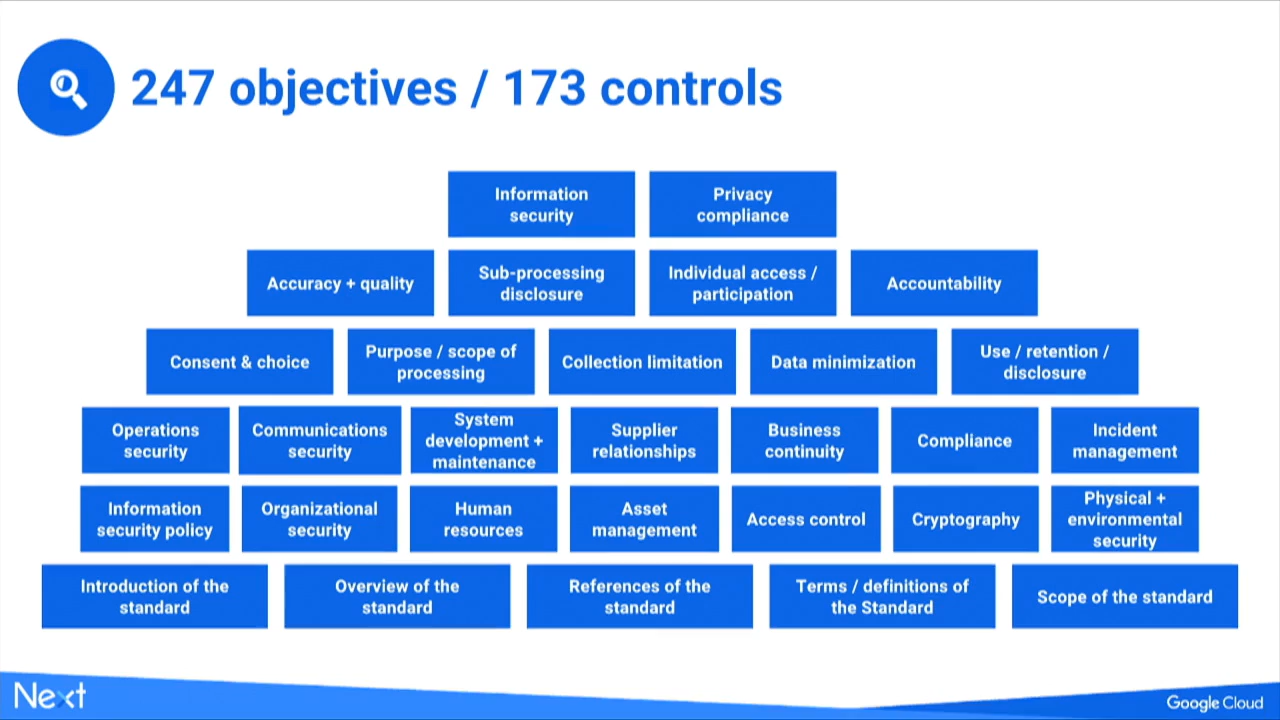 247 objectives / 173 controls
Information
security
Privacy
compliance
Accuracy + quality
Sub-processing
disclosure
Individual access /
participation
Accountability
Consent & choice
Purpose / scope of
processing
Collection limitation
Data minimization
Use / retention /
disclosure
Operations
security
Communications
security
System
development +
maintenance
Supplier
relationships
Business
continuity
Compliance
Incident
management
Information
security policy
Organizational
security
Human
resources
Asset
management
Access control
Cryptography
Physical +
environmental
security
Introduction of the
standard
Overview of the
standard
References of the
standard
Terms / definitions of
the Standard
Scope of the standard
Next
Google Cloud